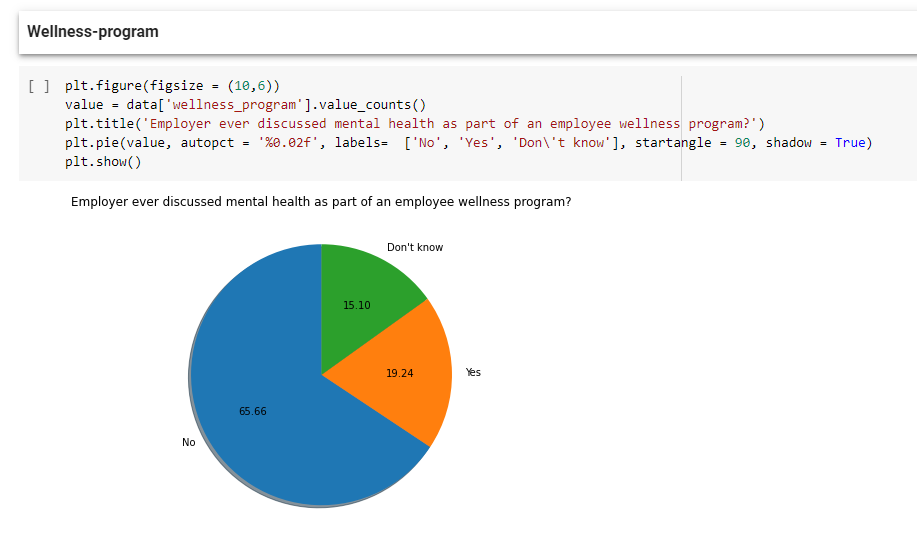 Wellness-program
[ ] plt.figure(figsize = (10,6))
value = data['wellness_program'].value_counts()
plt.title('Employer ever discussed mental health as part of an employee wellness program?')
plt.pie(value, autopct = '%0.02f', labels=  ['No', 'Yes', 'Don\'t know'], startangle = 90, shadow = True)
plt.show()
Employer ever discussed mental health as part of an employee wellness program?
Don't know
15.10
19.24
Yes
65.66
No